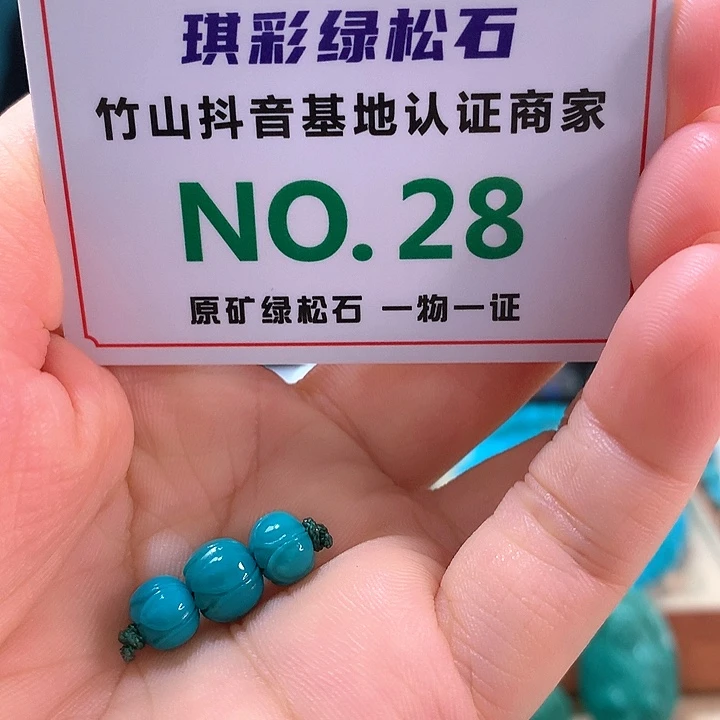 琪彩绿松石
竹山抖音基地认证商家
NO. 28
原矿绿松石 一物一证